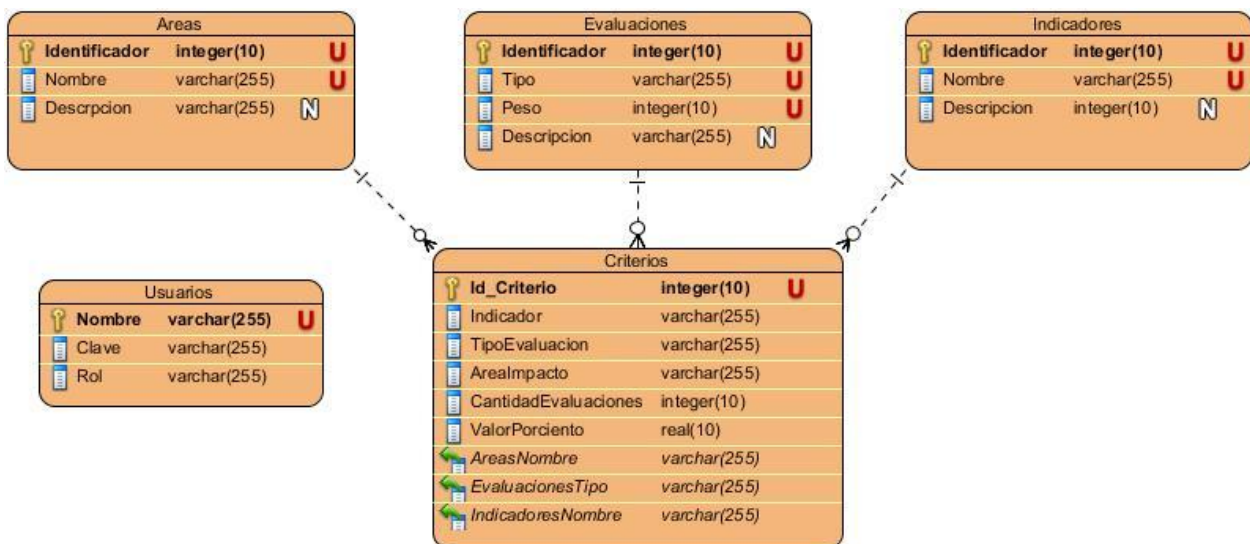 Areas
Identificador integer(10) U
Nombre varchar(255) U
Descrpcion varchar(255) N
Evaluaciones
Identificador integer(10) U
Tipo varchar(255) U
Peso integer(10) U
Descripcion varchar(255) N
Indicadores
Identificador integer(10) U
Nombre varchar(255) U
Descripcion integer(10) N
Usuarios
Nombre varchar(255) U
Clave varchar(255)
Rol varchar(255)
Criterios
Id_Criterio integer(10) U
Indicador varchar(255)
TipoEvaluacion varchar(255)
AreaImpacto varchar(255)
CantidadEvaluaciones integer(10)
ValorPorciento real(10)
AreasNombre varchar(255)
EvaluacionesTipo varchar(255)
IndicadoresNombre varchar(255)